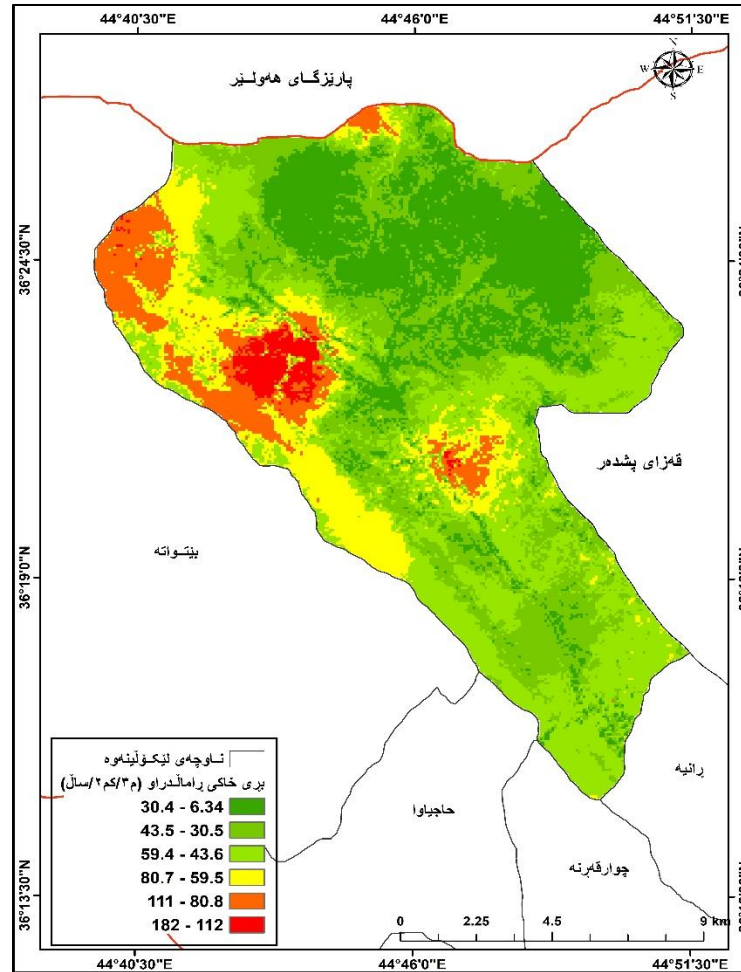 44°40'30"E
44°46'0"E
44°51'30"E
N
W E
S
پارێزگای هەولێر
36°24'30"N
قەزای پشدەر
بێتواتە
36°19'0"N
ڕانیە
حاجیاوا
چوارقەڕنە
36°13'30"N
ناوچەی لێکۆڵینەوە
بڕی خاکی ڕاماڵدراو (م٣/کم٢/ساڵ)
30.4 - 6.34
43.5 - 30.5
59.4 - 43.6
80.7 - 59.5
111 - 80.8
182 - 112
0 2.25 4.5 9 km
44°40'30"E
44°46'0"E
44°51'30"E